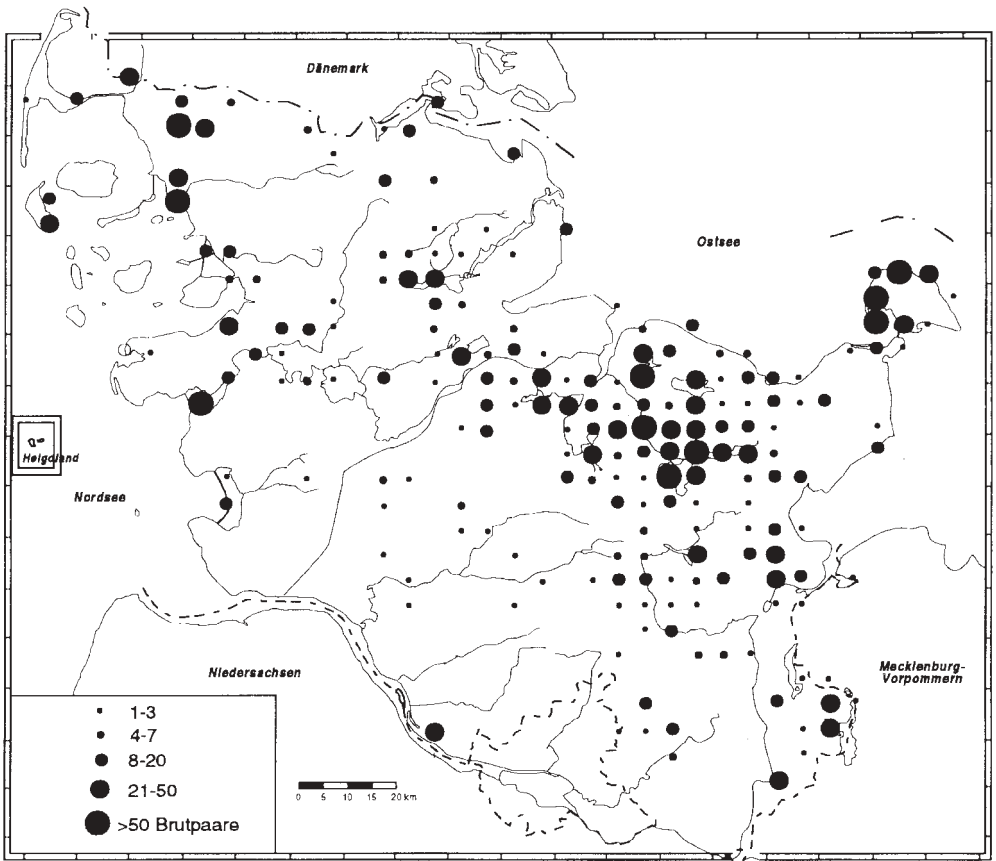 Dänemark
Ostsee
Helgoland
Nordsee
Niedersachsen
Mecklenburg-
Vorpommern
1-3
4-7
8-20
21-50
>50 Brutpaare
0 5 10 15 20 km